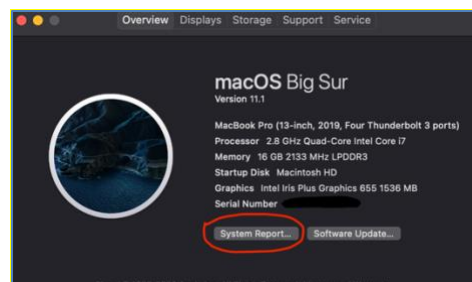 Overview Displays Storage Support Service
macOS Big Sur
Version 11.1
MacBook Pro (13-inch, 2019, Four Thunderbolt 3 ports)
Processor 2.8 GHz Quad-Core Intel Core i7
Memory 16 GB 2133 MHz LPDDR3
Startup Disk Macintosh HD
Graphics Intel Iris Plus Graphics 655 1536 MB
Serial Number
System Report... Software Update...